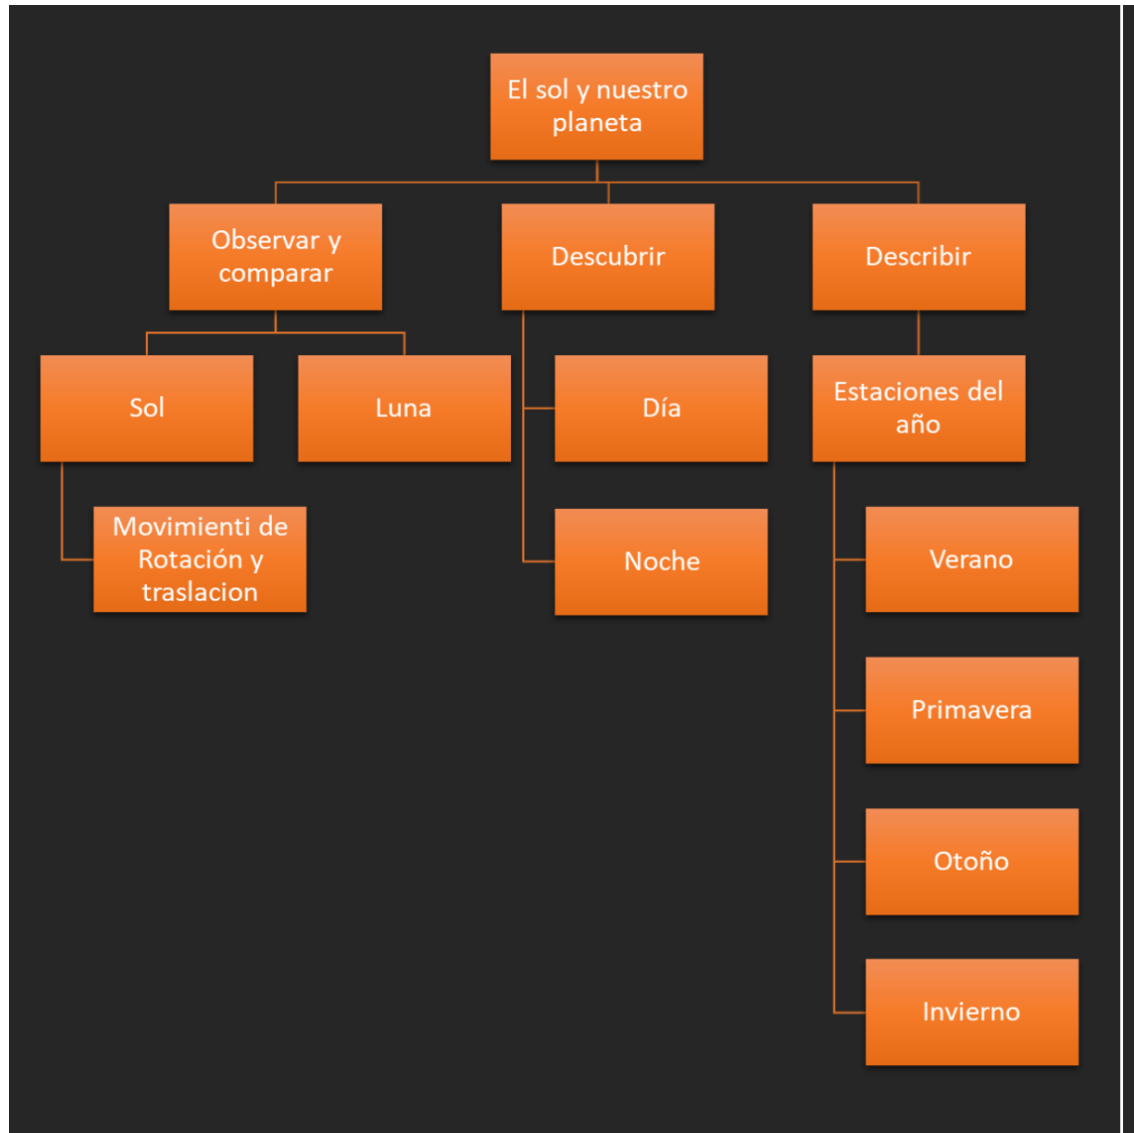 El sol y nuestro
planeta
Observar y
comparar
Descubrir
Describir
Sol
Luna
Día
Estaciones del
año
Movimienti de
Rotación y
traslacion
Noche
Verano
Primavera
Otoño
Invierno